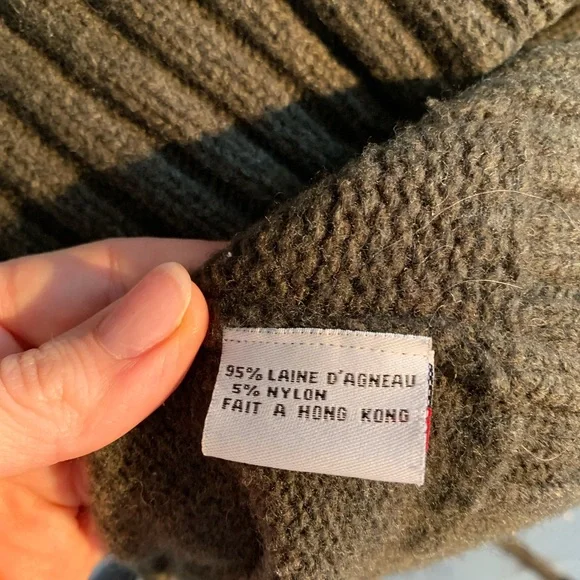 95% LAINE D'AGNEAU
5% NYLON
FAIT A HONG KONG